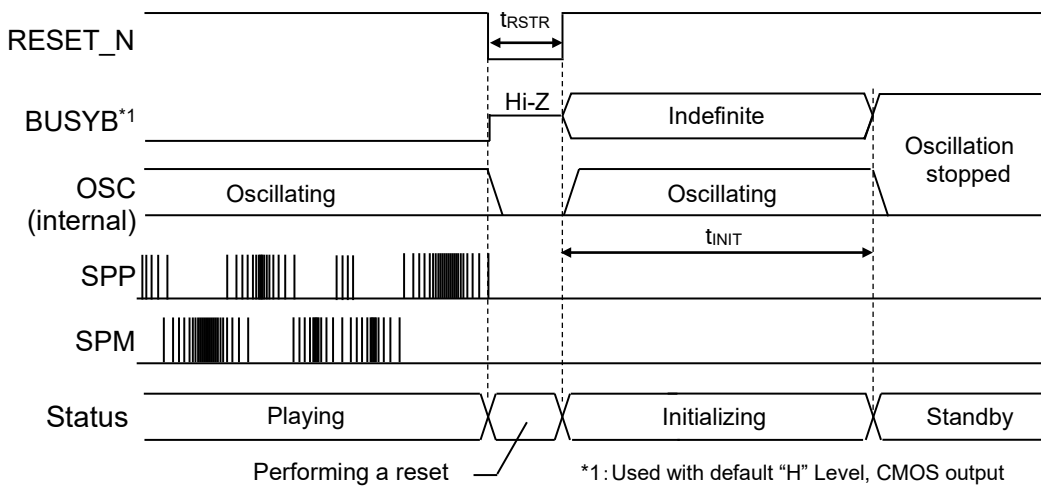 tRSTR
RESET_N
Hi-Z
BUSYB*1
Indefinite
Oscillation
stopped
OSC
(internal)
Oscillating
Oscillating
tINIT
SPP
SPM
Status
Playing
Initializing
Standby
Performing a reset
*1: Used with default “H” Level, CMOS output